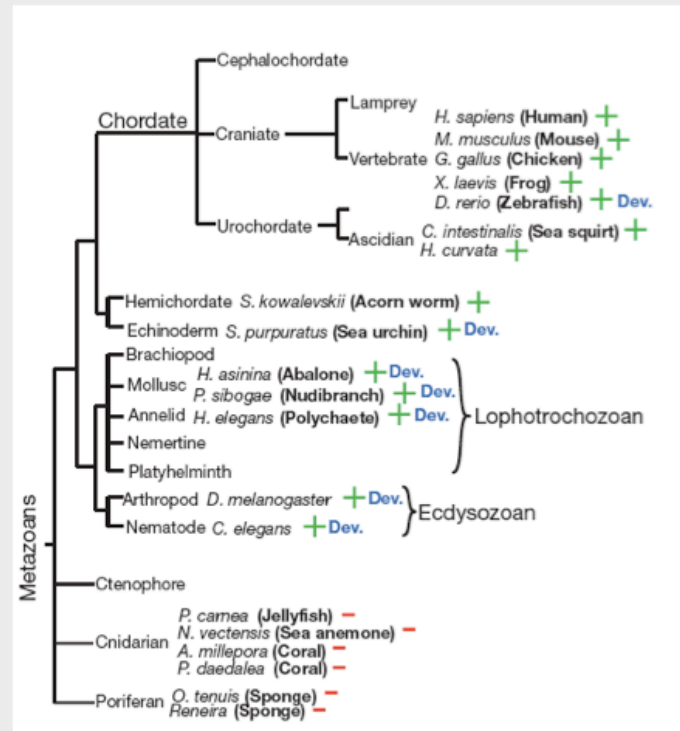 Cephalochordate
Lamprey
Chordate
H. sapiens (Human) +
Craniate
M. musculus (Mouse) +
Vertebrate G. gallus (Chicken) +
X. laevis (Frog) +
D. rerio (Zebrafish) + Dev.
Urochordate
C. intestinalis (Sea squirt) +
Ascidian
H. curvata +
Hemichordate S. kowalevskii (Acorn worm) +
Echinoderm S. purpuratus (Sea urchin) + Dev.
Brachiopod
H. asinina (Abalone) + Dev.
Mollusc
P. sibogae (Nudibranch) + Dev.
Annelid H. elegans (Polychaete) + Dev.
Lophotrochozoan
Nemertine
Platyhelminth
Arthropod D. melanogaster + Dev.
Ecdysozoan
Nematode C. elegans + Dev.
Metazoans
Ctenophore
P. carnea (Jellyfish) −
N. vectensis (Sea anemone) −
Cnidarian
A. millepora (Coral) −
P. daedalea (Coral) −
Poriferan O. tenuis (Sponge) −
Reneira (Sponge) −